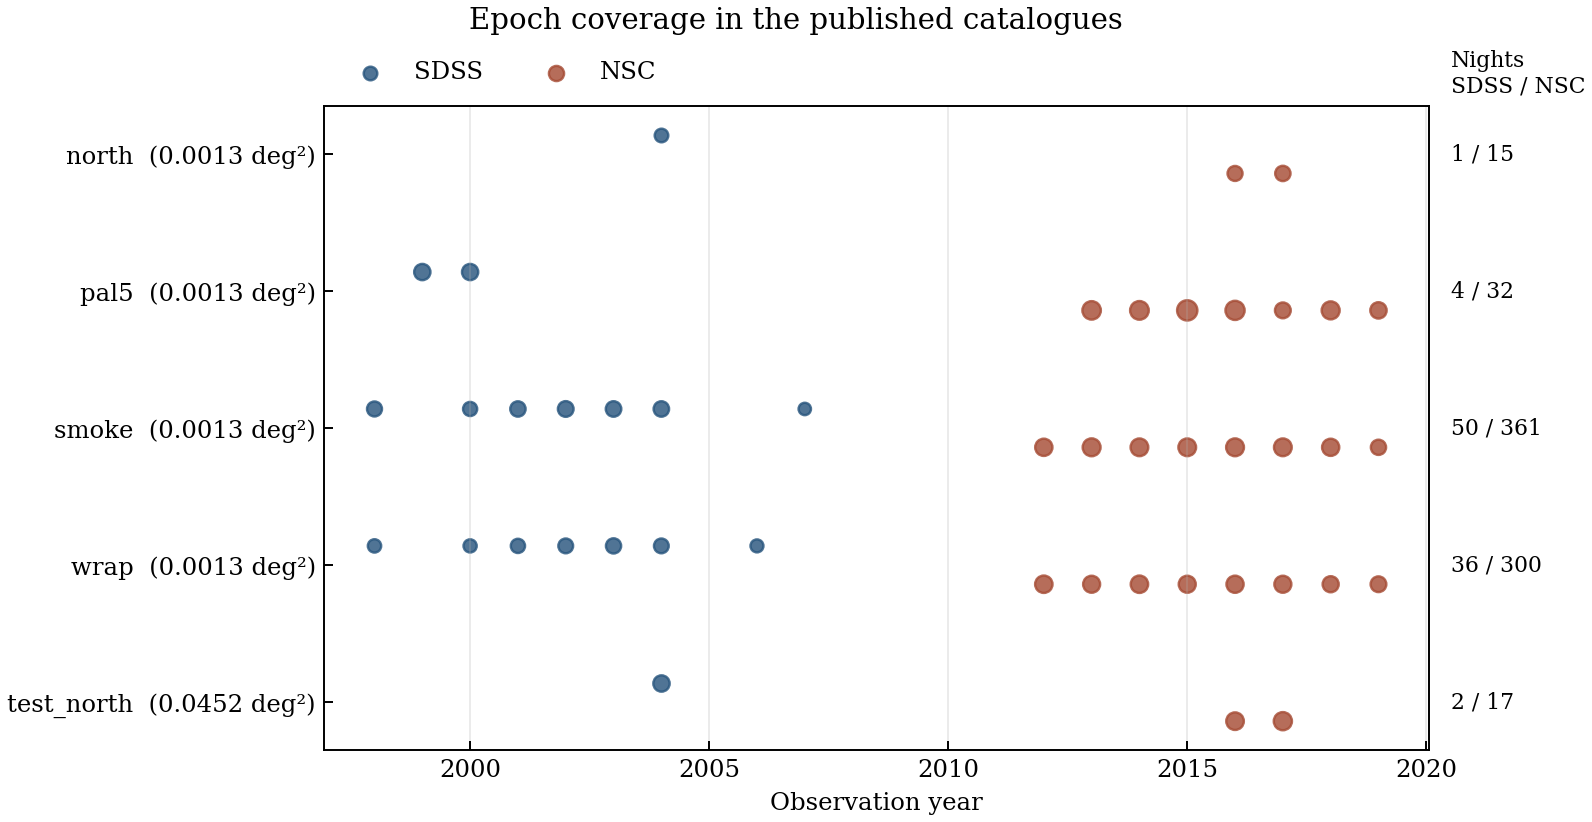 Epoch coverage in the published catalogues
SDSS NSC
Nights
SDSS / NSC
north (0.0013 deg²) 1 / 15
pal5 (0.0013 deg²) 4 / 32
smoke (0.0013 deg²) 50 / 361
wrap (0.0013 deg²) 36 / 300
test_north (0.0452 deg²) 2 / 17
2000 2005 2010 2015 2020
Observation year